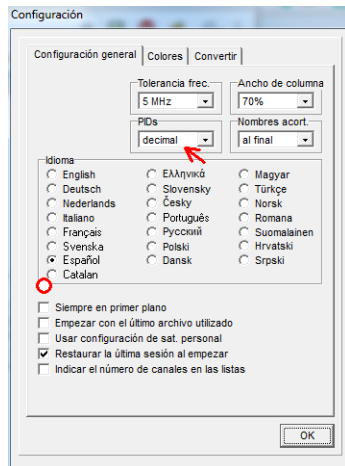 Configuración
Configuración general Colores Convertir
Tolerancia frec. Ancho de columna
5 MHz 70%
PIDs Nombres acort.
decimal al final
Idioma
English Ελληνικά Magyar
Deutsch Slovensky Türkçe
Nederlands Česky Norsk
Italiano Português Romana
Français Русский Suomalainen
Svenska Polski Hrvatski
Español Dansk Srpski
Catalan
Siempre en primer plano
Empezar con el último archivo utilizado
Usar configuración de sat. personal
Restaurar la última sesión al empezar
Indicar el número de canales en las listas
OK